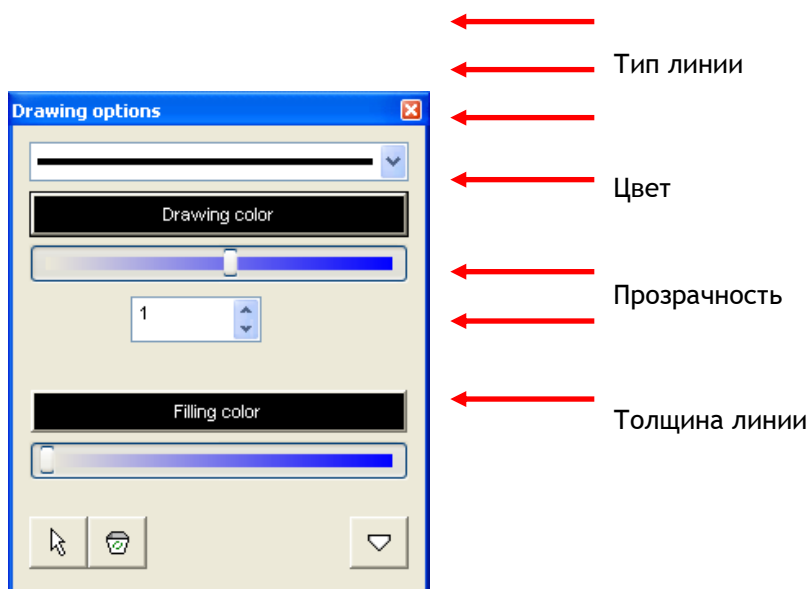 Тип линии
Drawing options
Цвет
Drawing color
Прозрачность
1
Filling color
Толщина линии